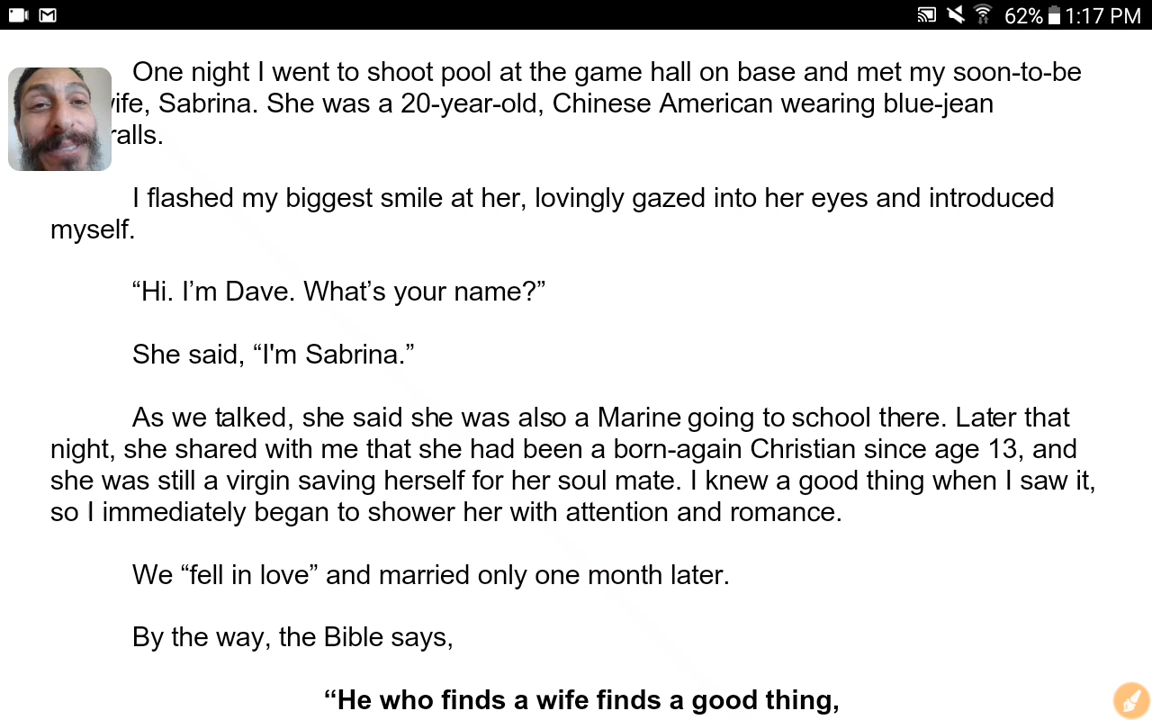 62% 1:17 PM
One night I went to shoot pool at the game hall on base and met my soon-to-be
ife, Sabrina. She was a 20-year-old, Chinese American wearing blue-jean
ralls.
I flashed my biggest smile at her, lovingly gazed into her eyes and introduced
myself.
“Hi. I’m Dave. What’s your name?”
She said, “I'm Sabrina.”
As we talked, she said she was also a Marine going to school there. Later that
night, she shared with me that she had been a born-again Christian since age 13, and
she was still a virgin saving herself for her soul mate. I knew a good thing when I saw it,
so I immediately began to shower her with attention and romance.
We “fell in love” and married only one month later.
By the way, the Bible says,
“He who finds a wife finds a good thing,